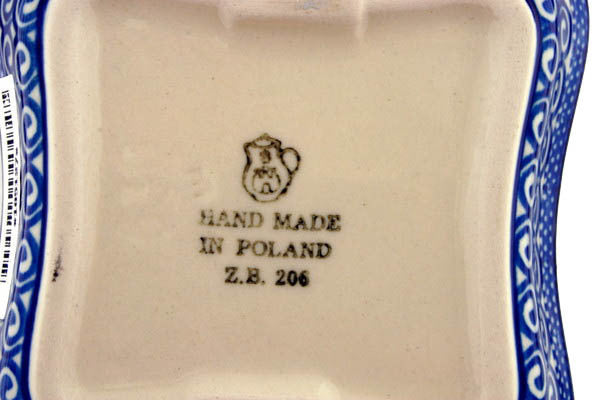 HAND MADE
IN POLAND
Z.B. 206